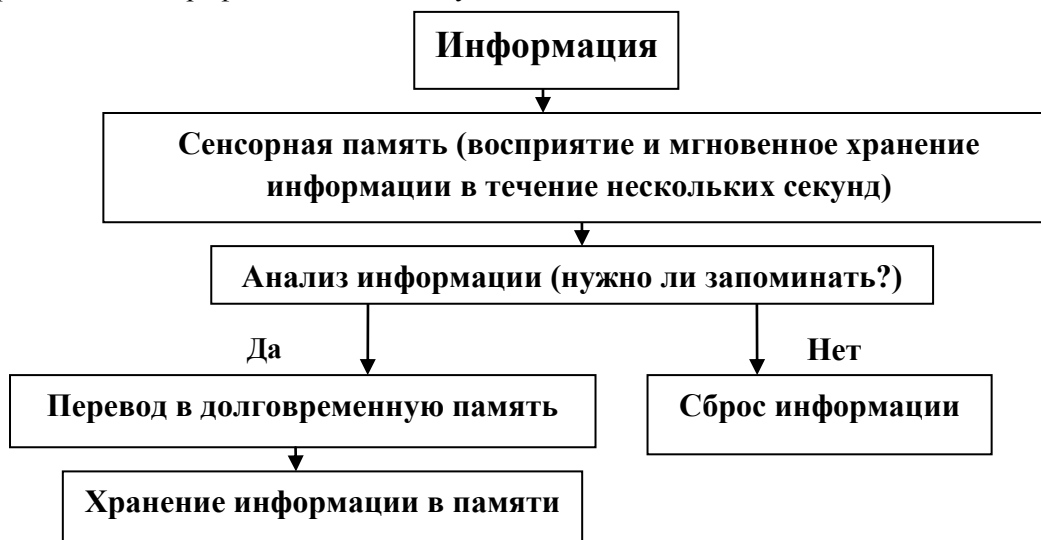 Информация
Сенсорная память (восприятие и мгновенное хранение
информации в течение нескольких секунд)
Анализ информации (нужно ли запоминать?)
Да
Нет
Перевод в долговременную память
Сброс информации
Хранение информации в памяти